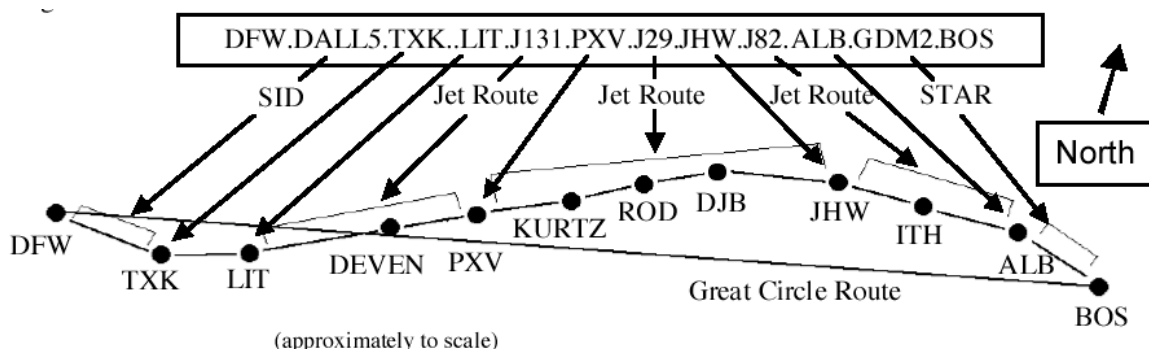 DFW.DALL5.TXK..LIT.J131.PXV.J29.JHW.J82.ALB.GDM2.BOS
SID
Jet Route
Jet Route
Jet Route
STAR
North
DFW
TXK
LIT
DEVEN
PXV
KURTZ
ROD
DJB
JHW
ITH
ALB
BOS
Great Circle Route
(approximately to scale)